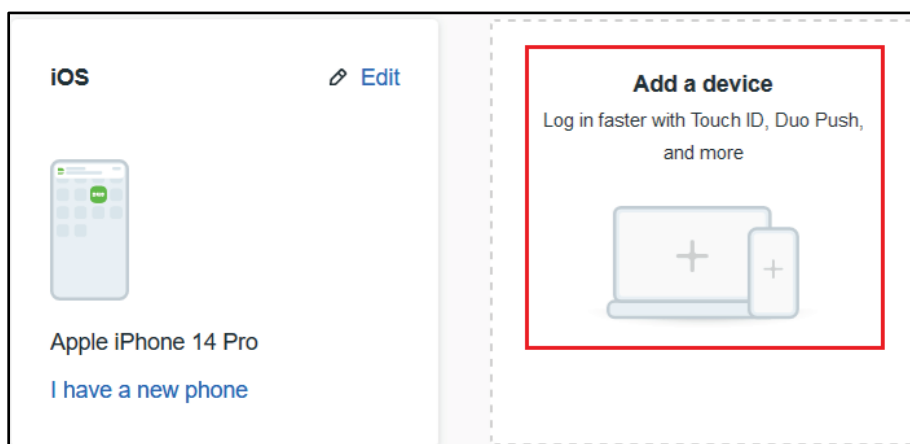 iOS
Edit
Apple iPhone 14 Pro
I have a new phone
Add a device
Log in faster with Touch ID, Duo Push,
and more